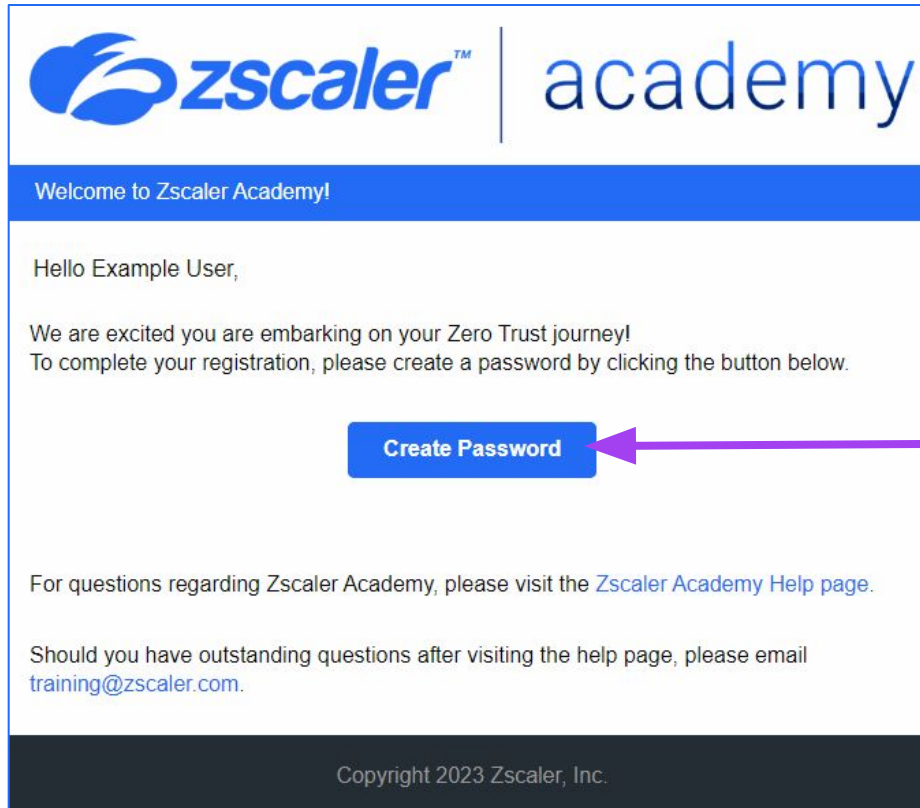 zscaler™ academy
Welcome to Zscaler Academy!
Hello Example User,
We are excited you are embarking on your Zero Trust journey!
To complete your registration, please create a password by clicking the button below.
Create Password
For questions regarding Zscaler Academy, please visit the Zscaler Academy Help page.
Should you have outstanding questions after visiting the help page, please email
training@zscaler.com.
Copyright 2023 Zscaler, Inc.